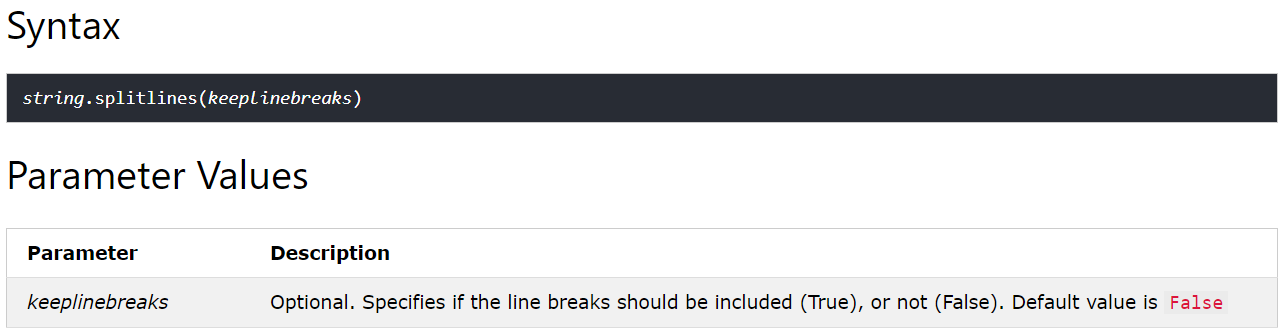 Syntax
string.splitlines(keeplinebreaks)
Parameter Values
Parameter Description
keeplinebreaks Optional. Specifies if the line breaks should be included (True), or not (False). Default value is False